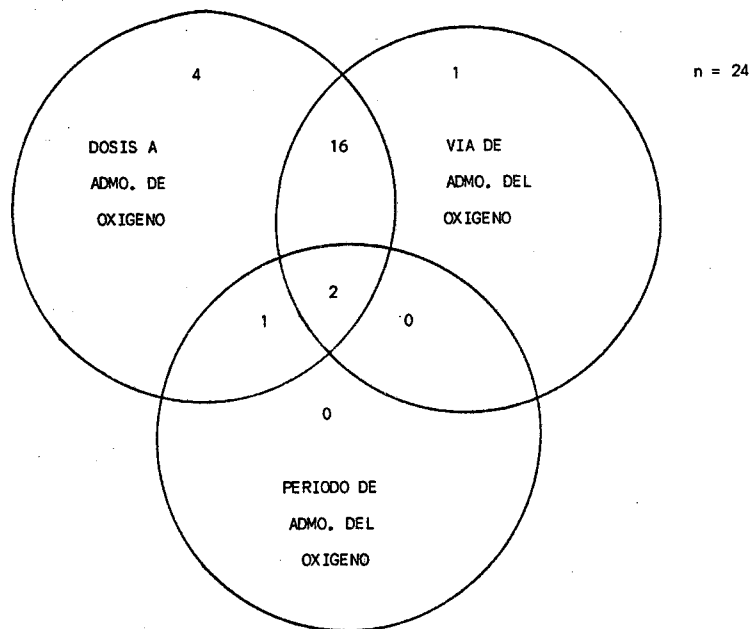 4
1
n = 24
DOSIS A
ADMO. DE
OXIGENO
16
VIA DE
ADMO. DEL
OXIGENO
2
1
0
0
PERIODO DE
ADMO. DEL
OXIGENO